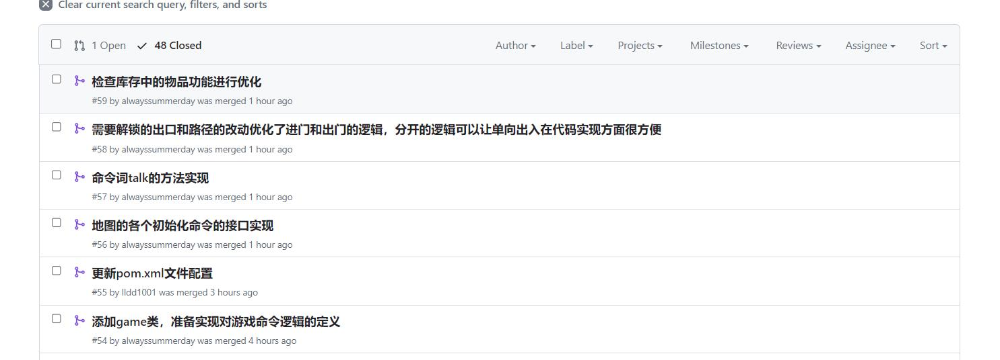 Clear current search query, filters, and sorts
1 Open 48 Closed Author Label Projects Milestones Reviews Assignee Sort
检查库存中的物品功能进行优化
#59 by alwayssummerday was merged 1 hour ago
需要解锁的出口和路径的改动优化了进门和出门的逻辑，分开的逻辑可以让单向出入在代码实现方面很方便
#58 by alwayssummerday was merged 1 hour ago
命令词talk的方法实现
#57 by alwayssummerday was merged 1 hour ago
地图的各个初始化命令的接口实现
#56 by alwayssummerday was merged 1 hour ago
更新pom.xml文件配置
#55 by lldd1001 was merged 3 hours ago
添加game类，准备实现对游戏命令逻辑的定义
#54 by alwayssummerday was merged 4 hours ago